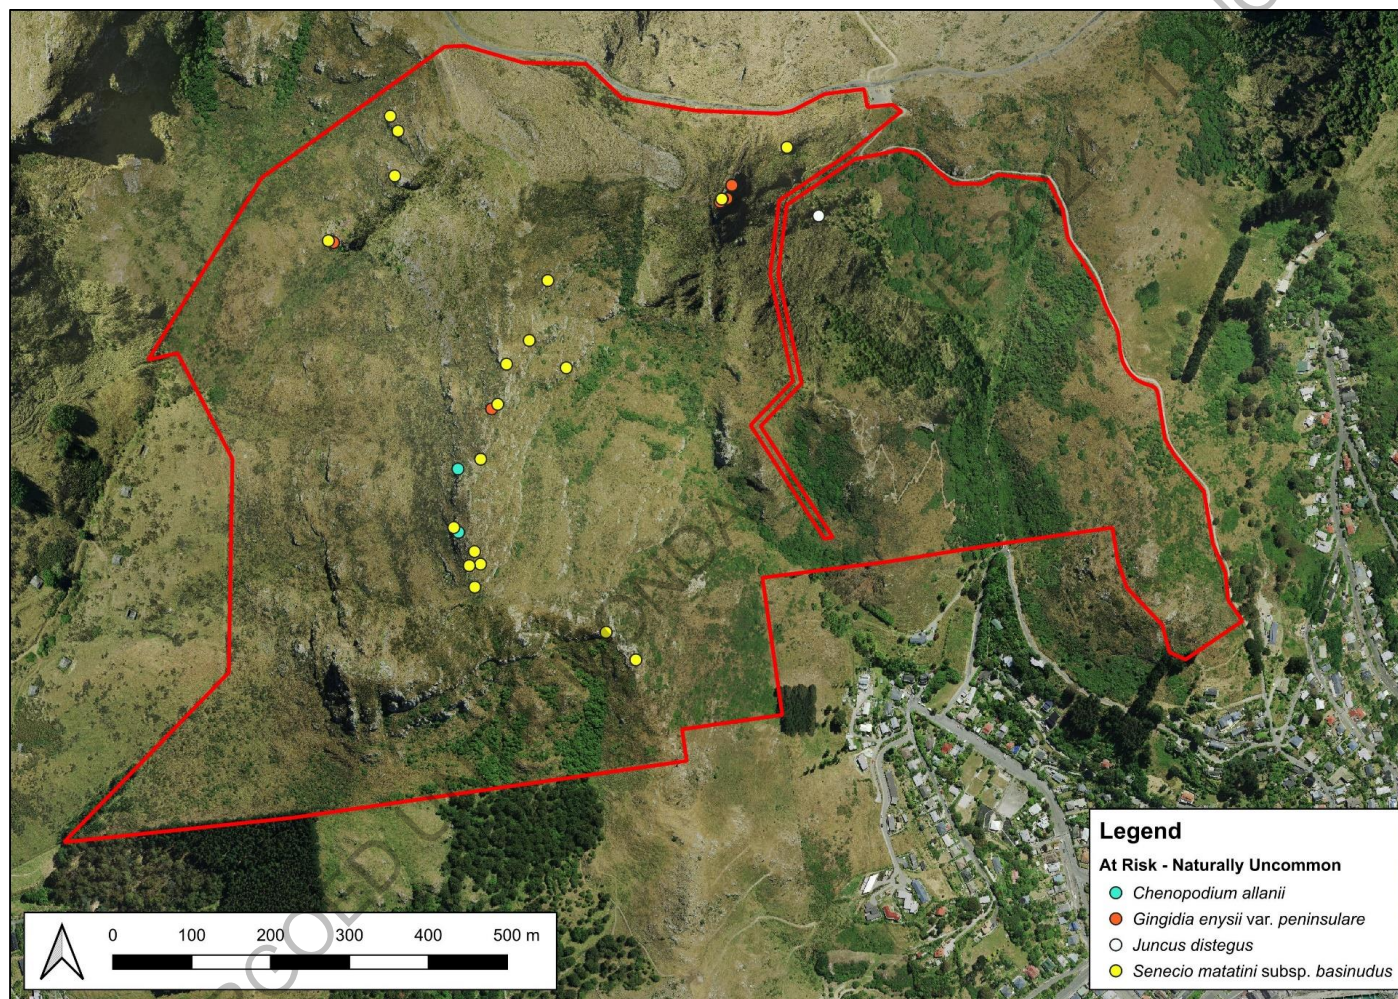 Legend
At Risk - Naturally Uncommon
Chenopodium allanii
Gingidia enysii var. peninsulare
Juncus distegus
Senecio matatini subsp. basinudus
0 100 200 300 400 500 m